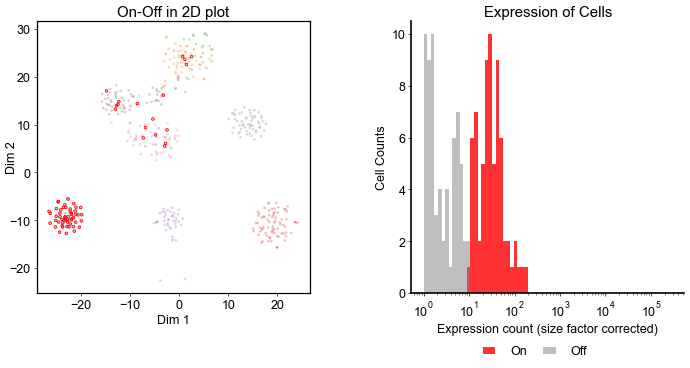 On-Off in 2D plot
30
20
10
0
−10
−20
Dim 2
−20 −10 0 10 20
Dim 1
Expression of Cells
10
8
6
4
2
0
Cell Counts
10⁰ 10¹ 10² 10³ 10⁴ 10⁵
Expression count (size factor corrected)
On Off